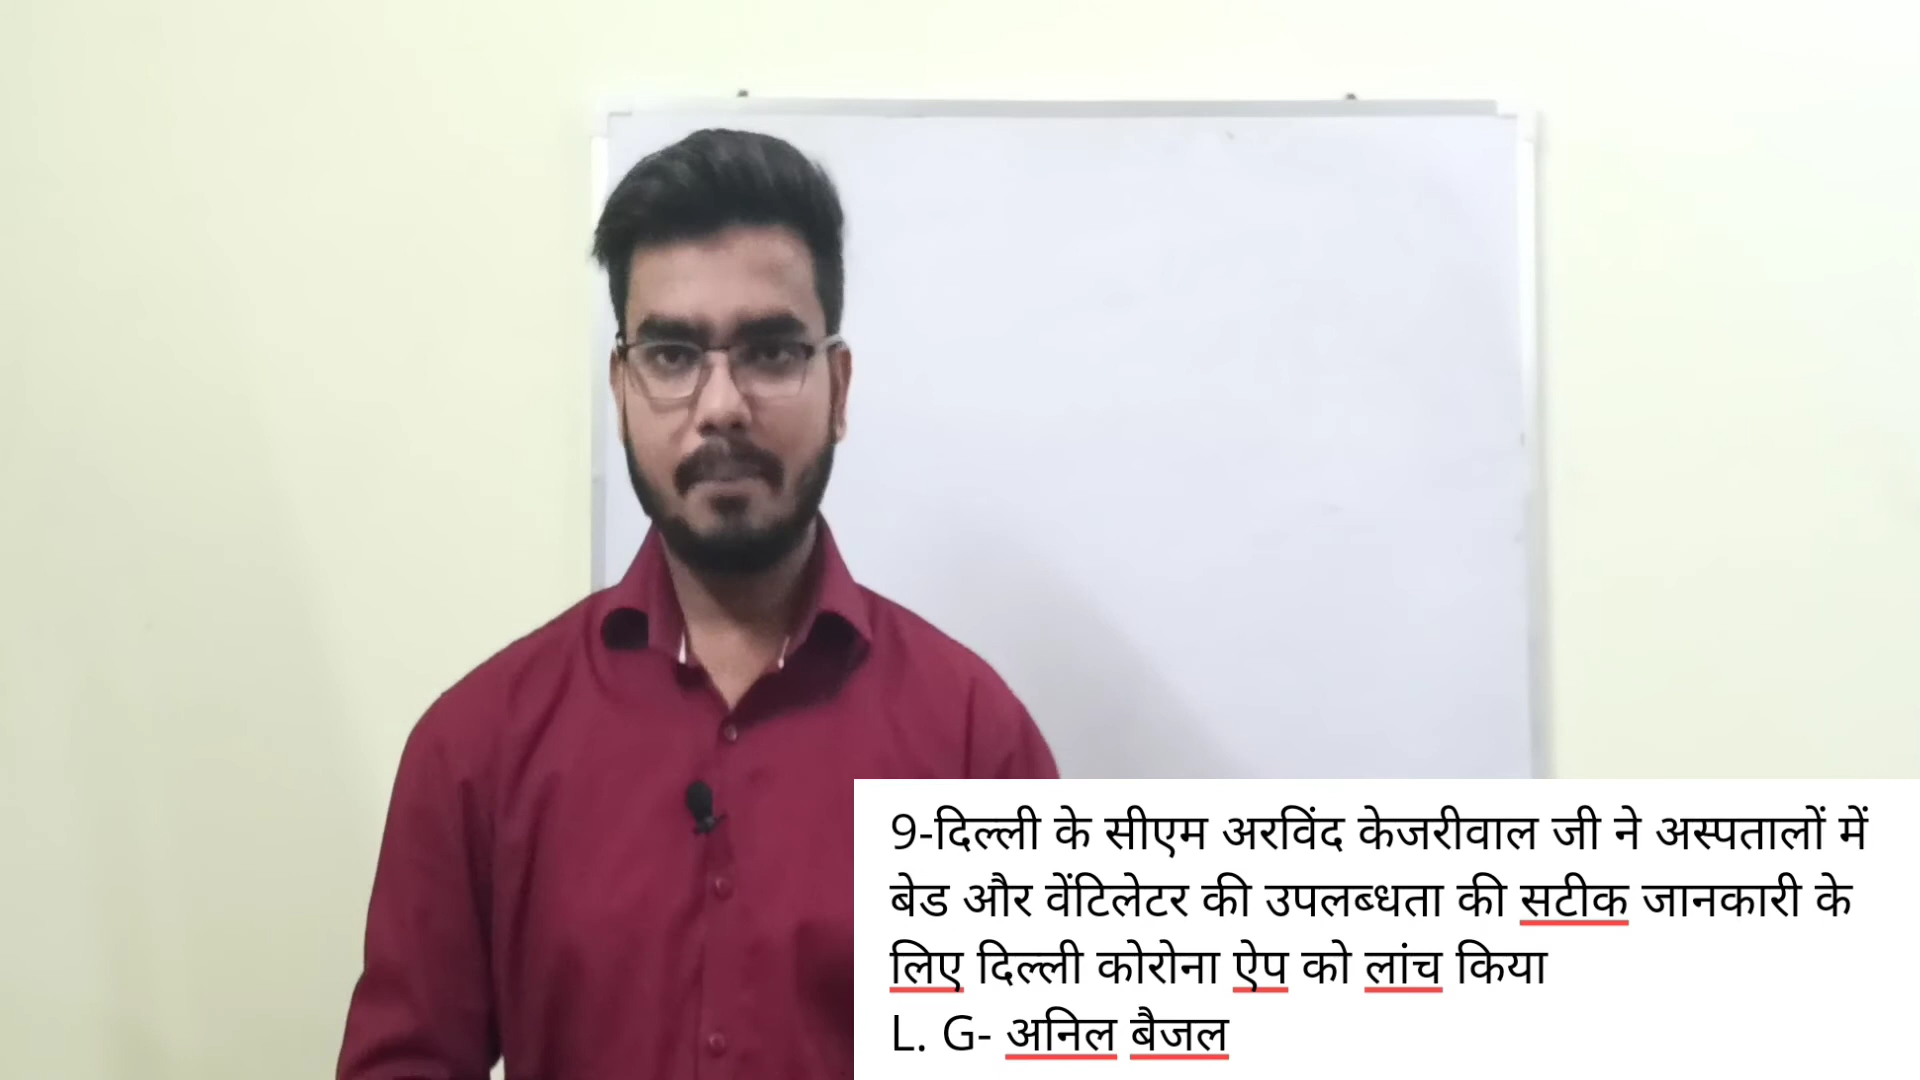 9-दिल्ली के सीएम अरविंद केजरीवाल जी ने अस्पतालों में
बेड और वेंटिलेटर की उपलब्धता की सटीक जानकारी के
लिए दिल्ली कोरोना ऐप को लांच किया
L. G- अनिल बैजल